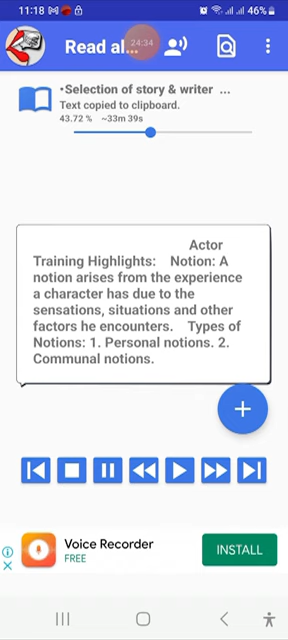 11:18 46%
Read al... 24:34
•Selection of story & writer ...
Text copied to clipboard.
43.72 % ~33m 39s
Actor
Training Highlights: Notion: A
notion arises from the experience
a character has due to the
sensations, situations and other
factors he encounters. Types of
Notions: 1. Personal notions. 2.
Communal notions.
Voice Recorder
FREE
INSTALL